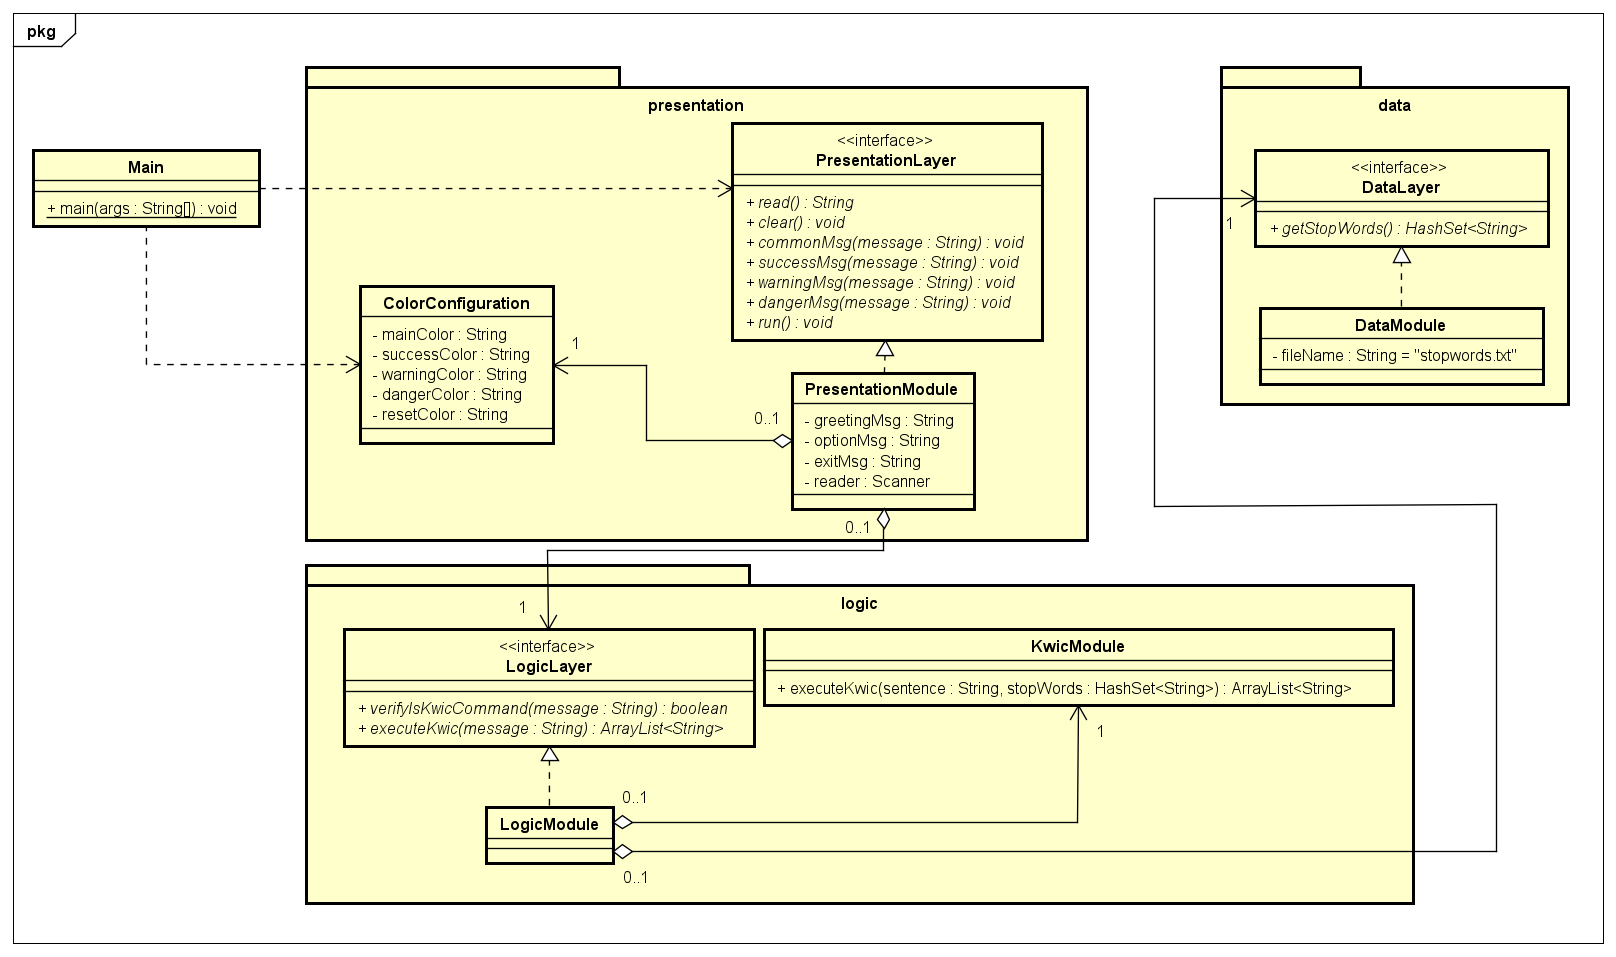 pkg
presentation
data
Main
+ main(args : String[]) : void
<<interface>>
PresentationLayer
+ read() : String
+ clear() : void
+ commonMsg(message : String) : void
+ successMsg(message : String) : void
+ warningMsg(message : String) : void
+ dangerMsg(message : String) : void
+ run() : void
<<interface>>
DataLayer
+ getStopWords() : HashSet<String>
1
ColorConfiguration
- mainColor : String
- successColor : String
- warningColor : String
- dangerColor : String
- resetColor : String
1
0..1
PresentationModule
- greetingMsg : String
- optionMsg : String
- exitMsg : String
- reader : Scanner
0..1
DataModule
- fileName : String = "stopwords.txt"
logic
1
<<interface>>
LogicLayer
+ verifyIsKwicCommand(message : String) : boolean
+ executeKwic(message : String) : ArrayList<String>
KwicModule
+ executeKwic(sentence : String, stopWords : HashSet<String>) : ArrayList<String>
1
0..1
LogicModule
0..1